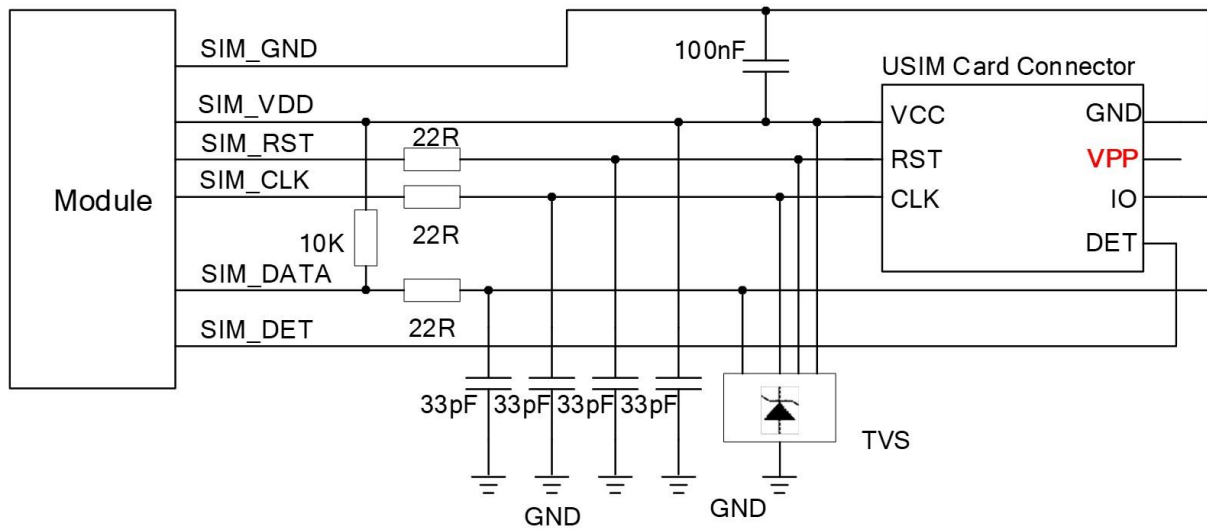 SIM_GND
100nF
USIM Card Connector
SIM_VDD
VCC
GND
SIM_RST
22R
RST
VPP
SIM_CLK
CLK
IO
Module
10K
22R
DET
SIM_DATA
SIM_DET
22R
33pF 33pF 33pF 33pF
TVS
GND
GND